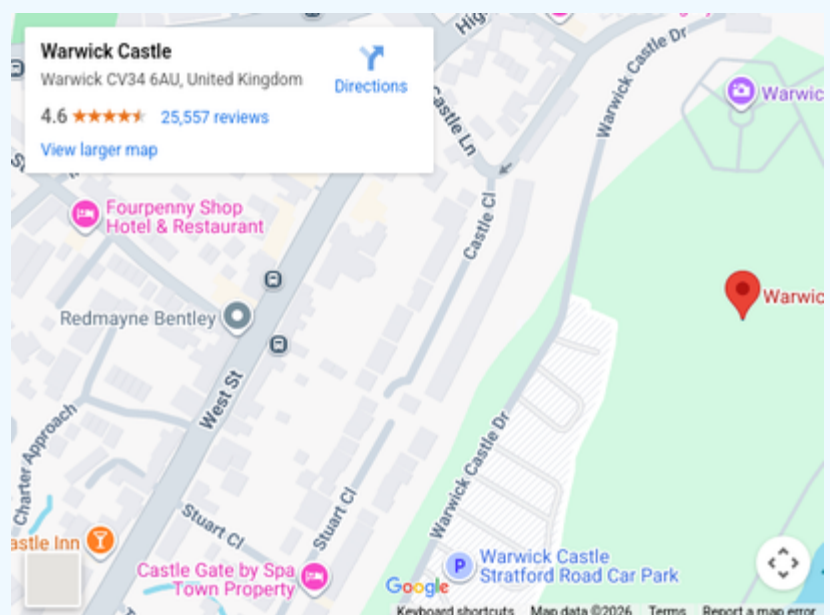 Warwick Castle
Warwick CV34 6AU, United Kingdom
4.6
25,557 reviews
View larger map
Directions
Castle Ln
Warwick Castle Dr
Warwic
Fourpenny Shop
Hotel & Restaurant
Castle Cl
Redmayne Bentley
Warwic
West St
Charter Approach
Warwick Castle Dr
Stuart Cl
Stuart Cl
astle Inn
Castle Gate by Spa
Town Property
P
Warwick Castle
Stratford Road Car Park
Google
Keyboard shortcuts
Map data ©2026
Terms
Report a map error